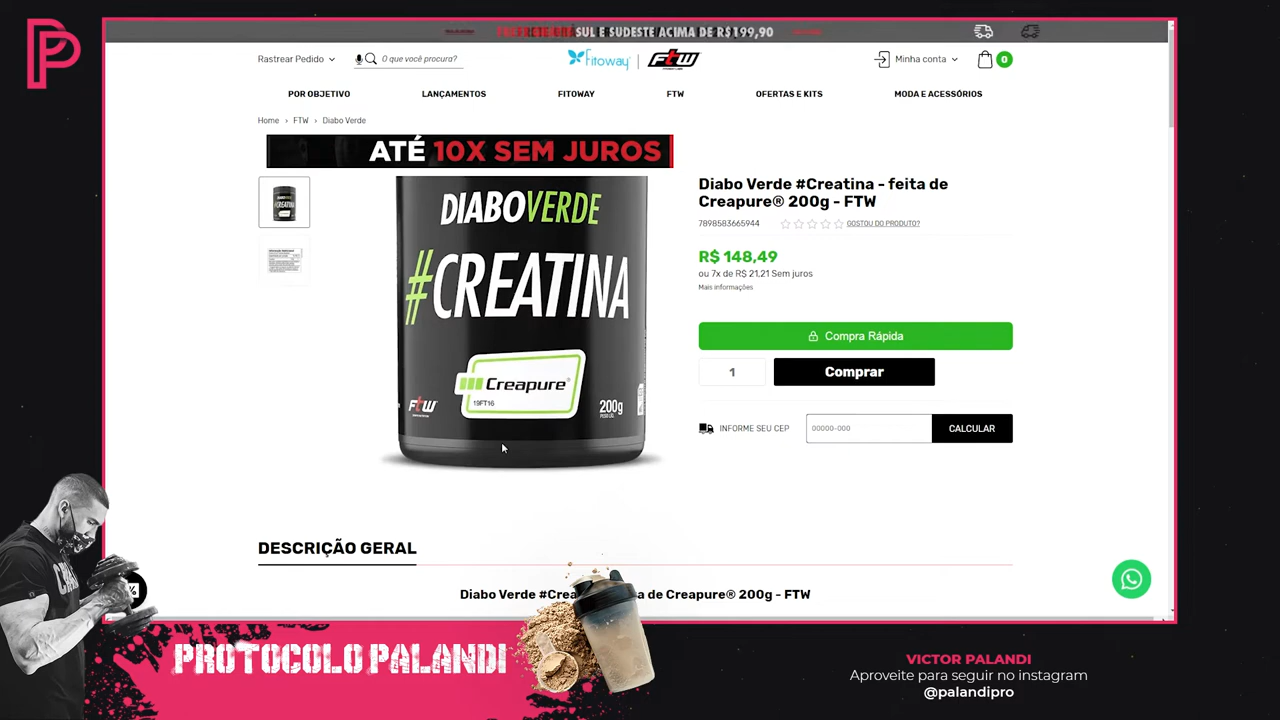 SUL E SUDESTE ACIMA DE R$199,90
Rastrear Pedido
O que você procura?
Fitoway
FTW
Minha conta
0
POR OBJETIVO
LANÇAMENTOS
FITOWAY
FTW
OFERTAS E KITS
MODA E ACESSÓRIOS
Home › FTW › Diabo Verde
ATÉ 10X SEM JUROS
DIABOVERDE
#CREATINA
Creapure®
19FT16
FTW
200g
Diabo Verde #Creatina - feita de
Creapure® 200g - FTW
7898583665944
GOSTOU DO PRODUTO?
R$ 148,49
ou 7x de R$ 21,21 Sem juros
Mais informações
Compra Rápida
1
Comprar
INFORME SEU CEP
00000-000
CALCULAR
DESCRIÇÃO GERAL
Diabo Verde #Crea a de Creapure® 200g - FTW
%
PROTOCOLO PALANDI
VICTOR PALANDI
Aproveite para seguir no instagram
@palandipro